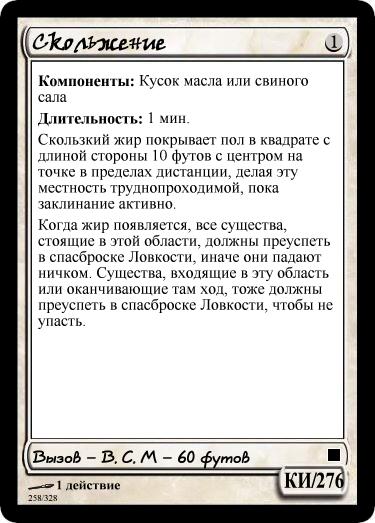 Скольжение 1
Компоненты: Кусок масла или свиного
сала
Длительность: 1 мин.
Скользкий жир покрывает пол в квадрате с
длиной стороны 10 футов с центром на
точке в пределах дистанции, делая эту
местность труднопроходимой, пока
заклинание активно.
Когда жир появляется, все существа,
стоящие в этой области, должны преуспеть
в спасброске Ловкости, иначе они падают
ничком. Существа, входящие в эту область
или оканчивающие там ход, тоже должны
преуспеть в спасброске Ловкости, чтобы не
упасть.
Вызов – В, С, М – 60 футов
1 действие
КИ/276
258/328